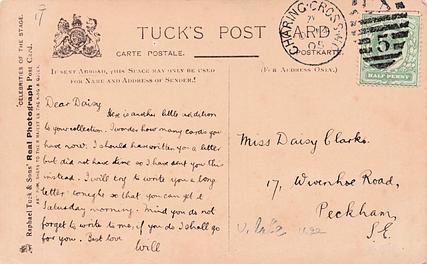 TUCK'S POST CARD
CARTE POSTALE.
POSTKARTE.
(IF SENT ABROAD, THIS SPACE MAY ONLY BE USED
FOR NAME AND ADDRESS OF SENDER.)
(FOR ADDRESS ONLY.)
CHARING CROSS
05
5
HALF PENNY
CELEBRITIES OF THE STAGE.
Raphael Tuck & Sons' Real Photograph Post Card.
17
Dear Daisy
Here is another little addition
to your collection. I wonder how many cards you
have now. I should have written you a letter
but did not have time so I have sent you this
instead. I will try to write you a long
letter tonight so that you can get it
Saturday morning. Mind you do not
forget to write to me, if you do I shall go
for you. Best love
Will
Miss Daisy Clarke.
17, Wivenhoe Road,
Peckham,
S.E.